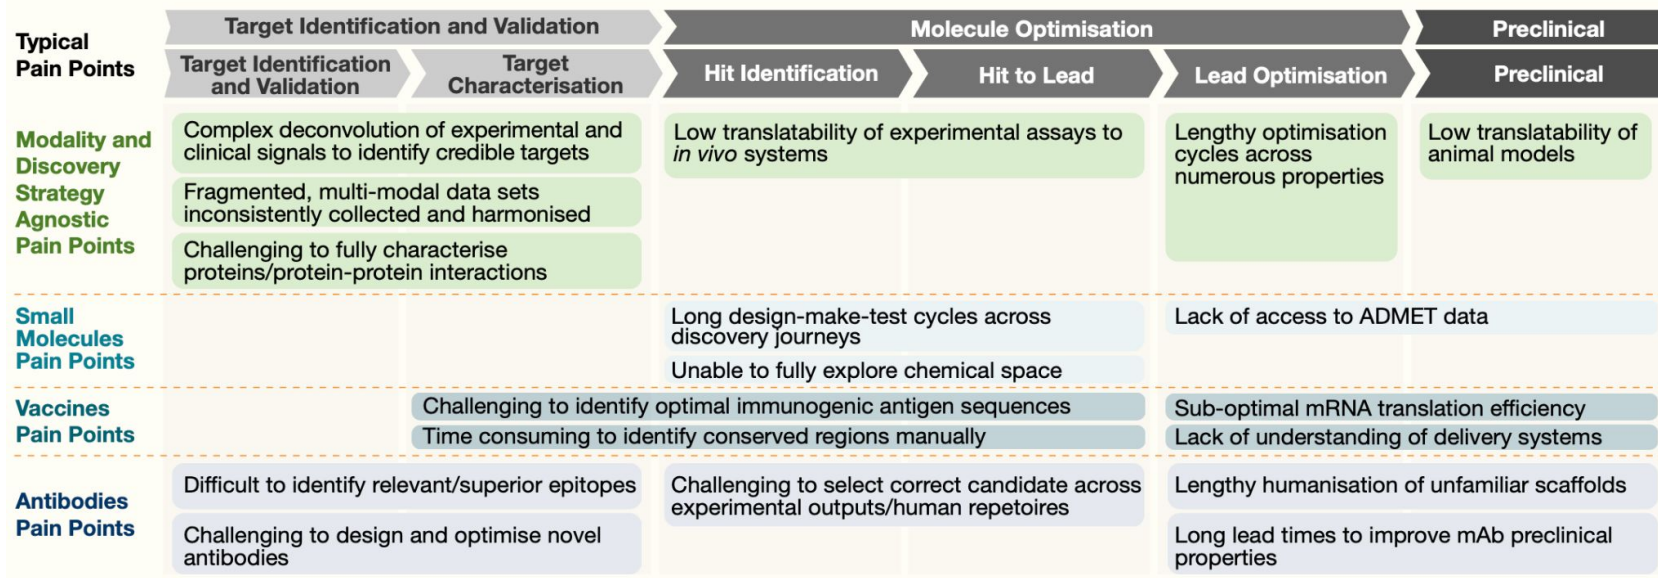 Typical
Pain Points
Target Identification and Validation
Molecule Optimisation
Preclinical
Target Identification
and Validation
Target
Characterisation
Hit Identification
Hit to Lead
Lead Optimisation
Preclinical
Modality and
Discovery
Strategy
Agnostic
Pain Points
Complex deconvolution of experimental and
clinical signals to identify credible targets
Fragmented, multi-modal data sets
inconsistently collected and harmonised
Challenging to fully characterise
proteins/protein-protein interactions
Low translatability of experimental assays to
in vivo systems
Lengthy optimisation
cycles across
numerous properties
Low translatability of
animal models
Small
Molecules
Pain Points
Long design-make-test cycles across
discovery journeys
Unable to fully explore chemical space
Lack of access to ADMET data
Vaccines
Pain Points
Challenging to identify optimal immunogenic antigen sequences
Time consuming to identify conserved regions manually
Sub-optimal mRNA translation efficiency
Lack of understanding of delivery systems
Antibodies
Pain Points
Difficult to identify relevant/superior epitopes
Challenging to design and optimise novel
antibodies
Challenging to select correct candidate across
experimental outputs/human repetoires
Lengthy humanisation of unfamiliar scaffolds
Long lead times to improve mAb preclinical
properties